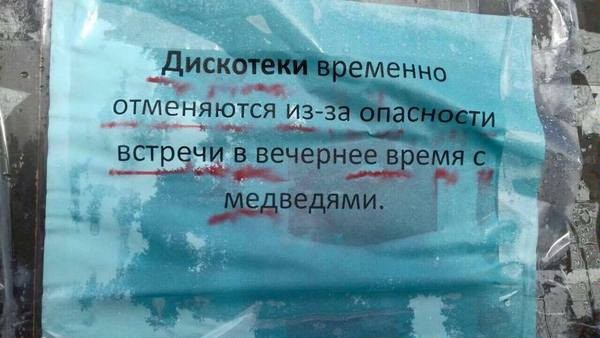 Дискотеки временно
отменяются из-за опасности
встречи в вечернее время с
медведями.